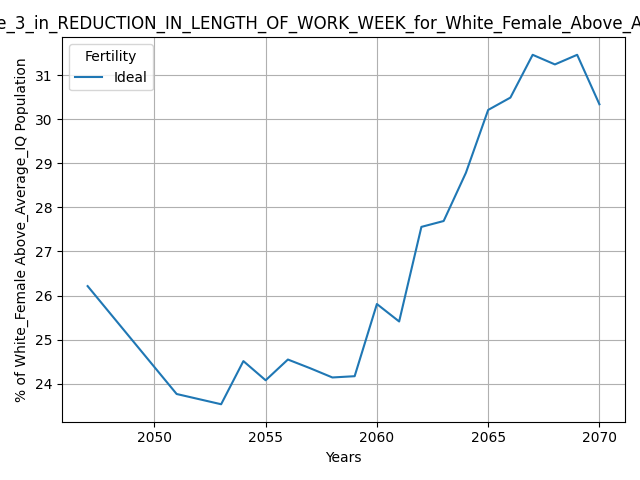 e_3_in_REDUCTION_IN_LENGTH_OF_WORK_WEEK_for_White_Female_Above_A
Fertility
Ideal
% of White_Female Above_Average_IQ Population
31
30
29
28
27
26
25
24
2050 2055 2060 2065 2070
Years